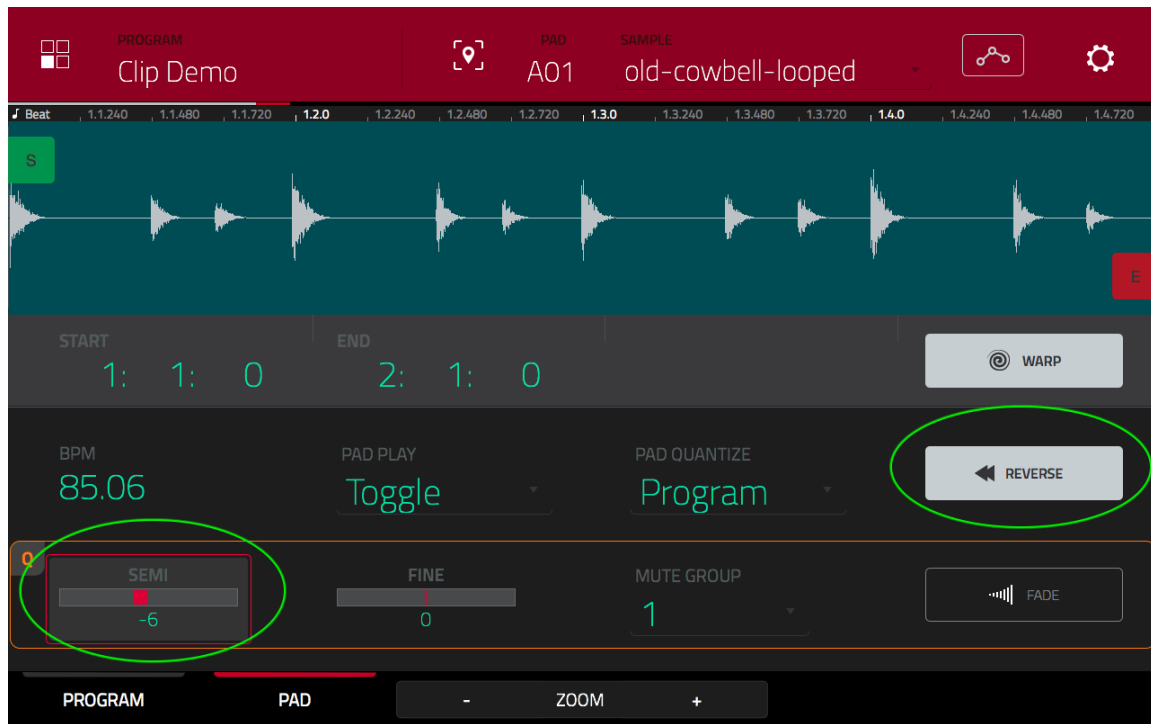 PROGRAM
Clip Demo
PAD
A01
SAMPLE
old-cowbell-looped
Beat 1.1.240 1.1.480 1.1.720 1.2.0 1.2.240 1.2.480 1.2.720 1.3.0 1.3.240 1.3.480 1.3.720 1.4.0 1.4.240 1.4.480 1.4.720
S
E
START
1: 1: 0
END
2: 1: 0
WARP
BPM
85.06
PAD PLAY
Toggle
PAD QUANTIZE
Program
REVERSE
Q
SEMI
-6
FINE
0
MUTE GROUP
1
FADE
PROGRAM PAD - ZOOM +